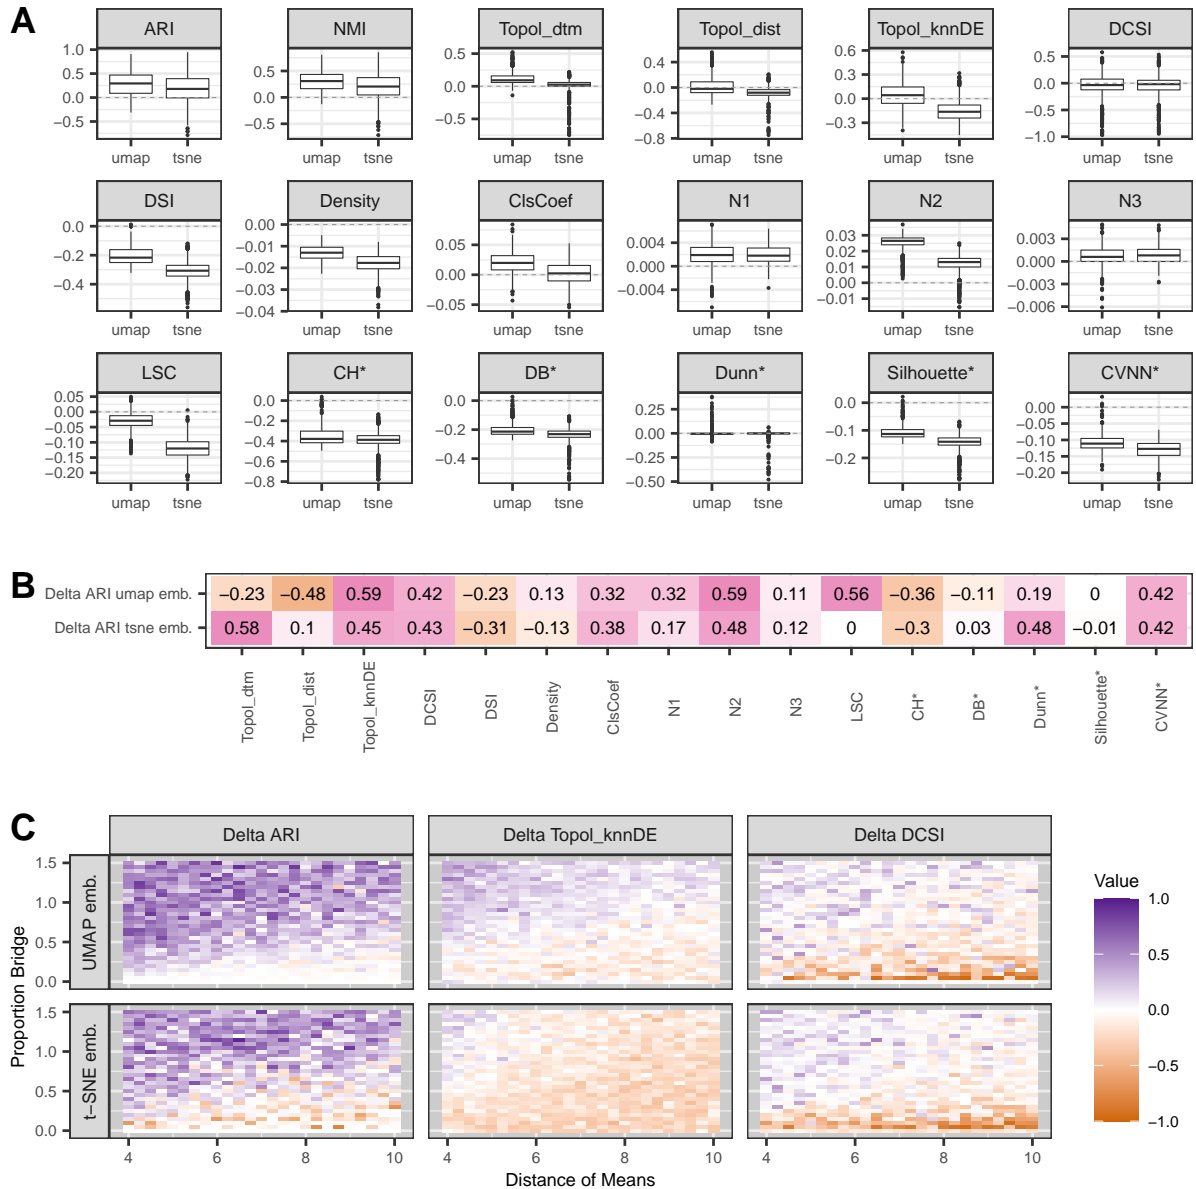 A
ARI NMI Topol_dtm Topol_dist Topol_knnDE DCSI
1.0 0.5 0.0 −0.5
0.5 0.0 −0.5
0.5 0.0 −0.5
0.4 0.0 −0.4 −0.8
0.6 0.3 0.0 −0.3
0.5 0.0 −0.5 −1.0
umap tsne umap tsne umap tsne umap tsne umap tsne umap tsne
DSI Density ClsCoef N1 N2 N3
0.0 −0.2 −0.4
0.00 −0.01 −0.02 −0.03 −0.04
0.05 0.00 −0.05
0.004 0.000 −0.004
0.03 0.02 0.01 0.00 −0.01
0.003 0.000 −0.003 −0.006
umap tsne umap tsne umap tsne umap tsne umap tsne umap tsne
LSC CH* DB* Dunn* Silhouette* CVNN*
0.05 0.00 −0.05 −0.10 −0.15 −0.20
0.0 −0.2 −0.4 −0.6 −0.8
0.0 −0.2 −0.4
0.25 0.00 −0.25 −0.50
0.0 −0.1 −0.2
0.00 −0.05 −0.10 −0.15 −0.20
umap tsne umap tsne umap tsne umap tsne umap tsne umap tsne
B
Delta ARI umap emb. −0.23 −0.48 0.59 0.42 −0.23 0.13 0.32 0.32 0.59 0.11 0.56 −0.36 −0.11 0.19 0 0.42
Delta ARI tsne emb. 0.58 0.1 0.45 0.43 −0.31 −0.13 0.38 0.17 0.48 0.12 0 −0.3 0.03 0.48 −0.01 0.42
Topol_dtm Topol_dist Topol_knnDE DCSI DSI Density ClsCoef N1 N2 N3 LSC CH* DB* Dunn* Silhouette* CVNN*
C
Delta ARI Delta Topol_knnDE Delta DCSI
Proportion Bridge
UMAP emb.
1.5 1.0 0.5 0.0
t−SNE emb.
1.5 1.0 0.5 0.0
4 6 8 10 4 6 8 10 4 6 8 10
Distance of Means
Value
1.0
0.5
0.0
−0.5
−1.0